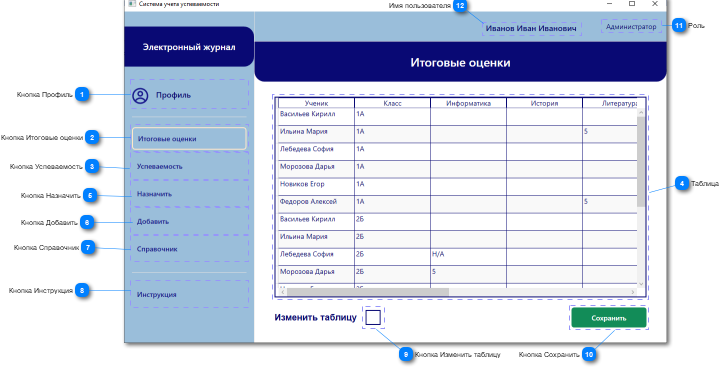 Система учета успеваемости
Имя пользователя 12
Иванов Иван Иванович
Администратор
11 Роль
Электронный журнал
Итоговые оценки
Кнопка Профиль 1
Профиль
Кнопка Итоговые оценки 2
Итоговые оценки
Кнопка Успеваемость 3
Успеваемость
Кнопка Назначить 5
Назначить
Кнопка Добавить 6
Добавить
Кнопка Справочник 7
Справочник
Кнопка Инструкция 8
Инструкция
Ученик Класс Информатика История Литература
Васильев Кирилл 1А
Ильина Мария 1А 5
Лебедева София 1А
Морозова Дарья 1А
Новиков Егор 1А
Федоров Алексей 1А 5
Васильев Кирилл 2Б
Ильина Мария 2Б
Лебедева София 2Б Н/А
Морозова Дарья 2Б 5
4 Таблица
Изменить таблицу
Сохранить
9 Кнопка Изменить таблицу
Кнопка Сохранить 10